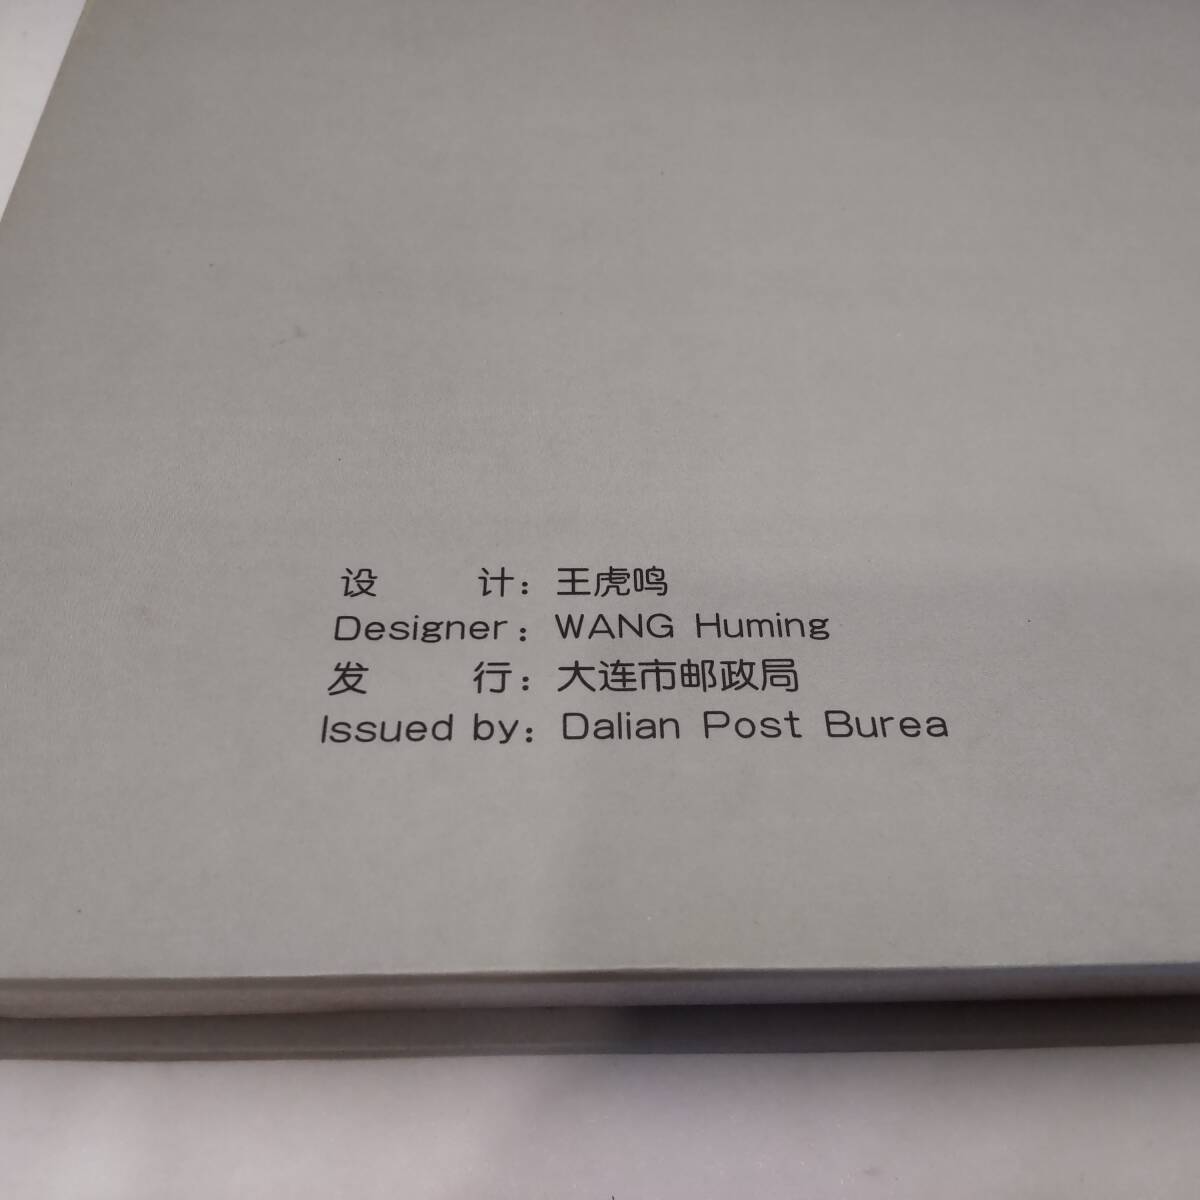 设 计：王虎鸣
Designer：WANG Huming
发 行：大连市邮政局
Issued by：Dalian Post Burea